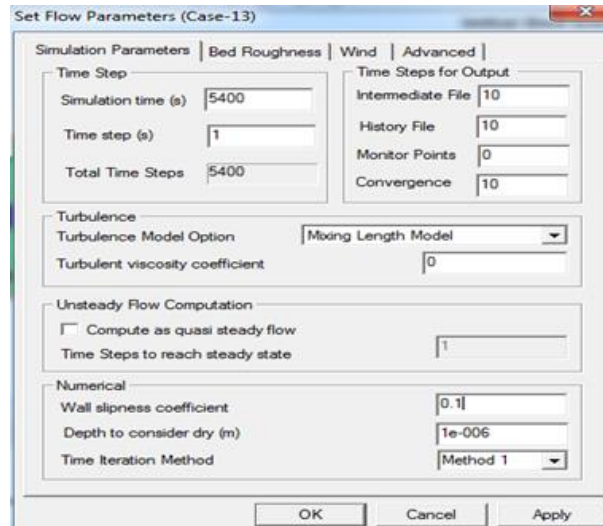 Set Flow Parameters (Case-13)
Simulation Parameters | Bed Roughness | Wind | Advanced |
Time Step
Simulation time (s) 5400
Time step (s) 1
Total Time Steps 5400
Time Steps for Output
Intermediate File 10
History File 10
Monitor Points 0
Convergence 10
Turbulence
Turbulence Model Option Mixing Length Model
Turbulent viscosity coefficient 0
Unsteady Flow Computation
Compute as quasi steady flow
Time Steps to reach steady state 1
Numerical
Wall slipness coefficient 0.1
Depth to consider dry (m) 1e-006
Time Iteration Method Method 1
OK Cancel Apply